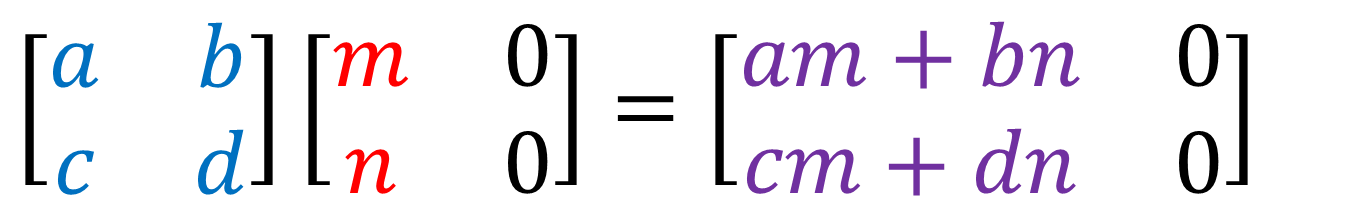 [a b] [m 0] = [am + bn 0]
[c d] [n 0] [cm + dn 0]